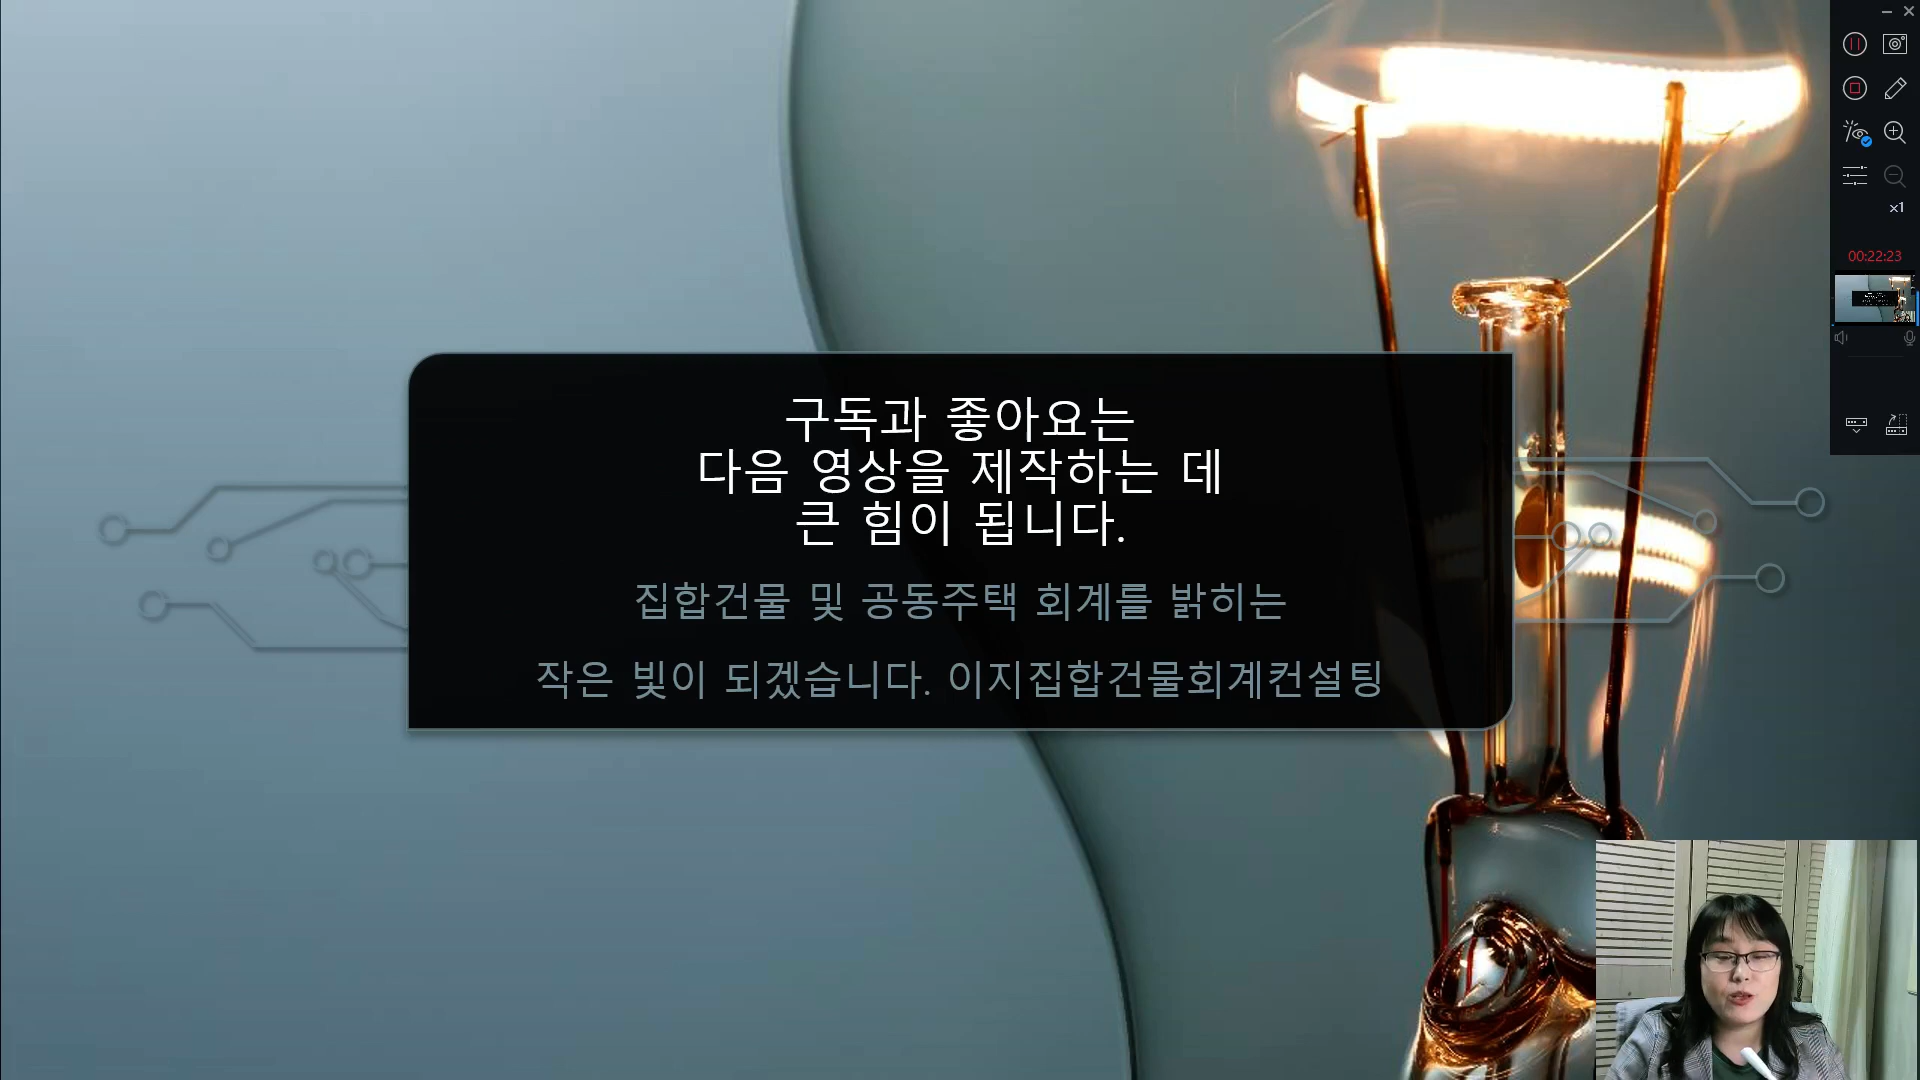 구독과 좋아요는
다음 영상을 제작하는 데
큰 힘이 됩니다.
집합건물 및 공동주택 회계를 밝히는
작은 빛이 되겠습니다. 이지집합건물회계컨설팅
x1
00:22:23